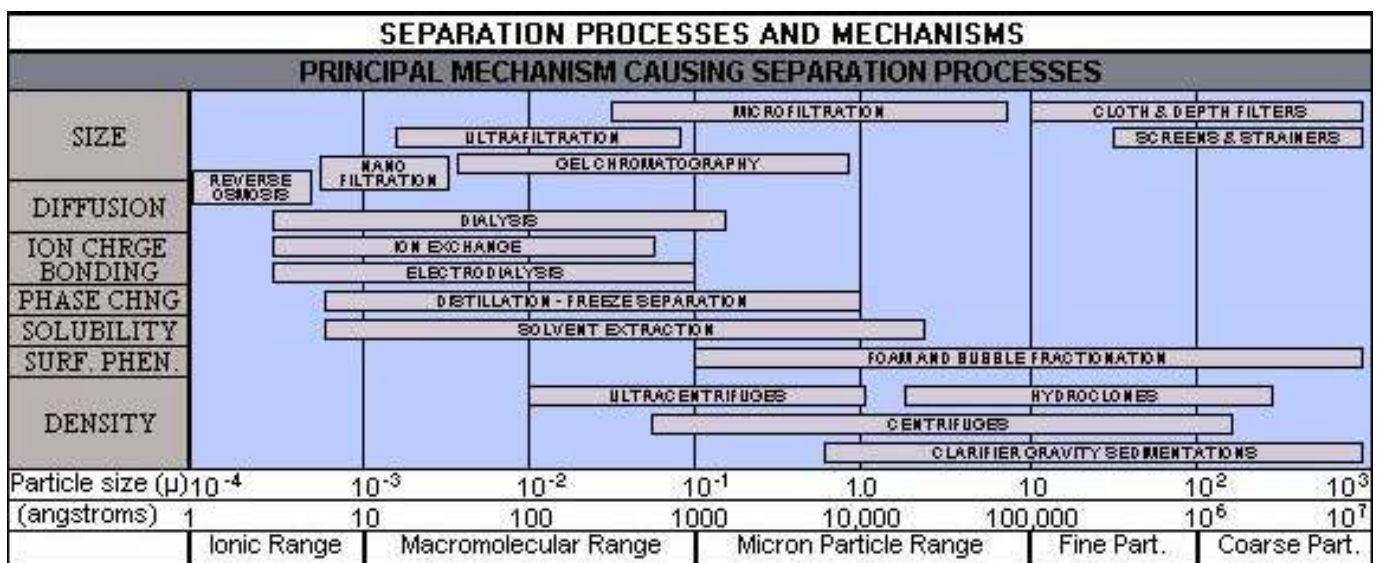 SEPARATION PROCESSES AND MECHANISMS
PRINCIPAL MECHANISM CAUSING SEPARATION PROCESSES
SIZE
MICROFILTRATION
CLOTH & DEPTH FILTERS
ULTRAFILTRATION
SCREENS & STRAINERS
NANO
FILTRATION
GEL CHROMATOGRAPHY
REVERSE
OSMOSIS
DIFFUSION
DIALYSIS
ION CHRGE
BONDING
ION EXCHANGE
ELECTRODIALYSIS
PHASE CHNG
DISTILLATION - FREEZE SEPARATION
SOLUBILITY
SOLVENT EXTRACTION
SURF. PHEN.
FOAM AND BUBBLE FRACTIONATION
DENSITY
ULTRACENTRIFUGES
HYDROCLONES
CENTRIFUGES
CLARIFIER GRAVITY SEDIMENTATIONS
Particle size (µ) 10⁻⁴ 10⁻³ 10⁻² 10⁻¹ 1.0 10 10² 10³
(angstroms) 1 10 100 1000 10,000 100,000 10⁶ 10⁷
Ionic Range Macromolecular Range Micron Particle Range Fine Part. Coarse Part.